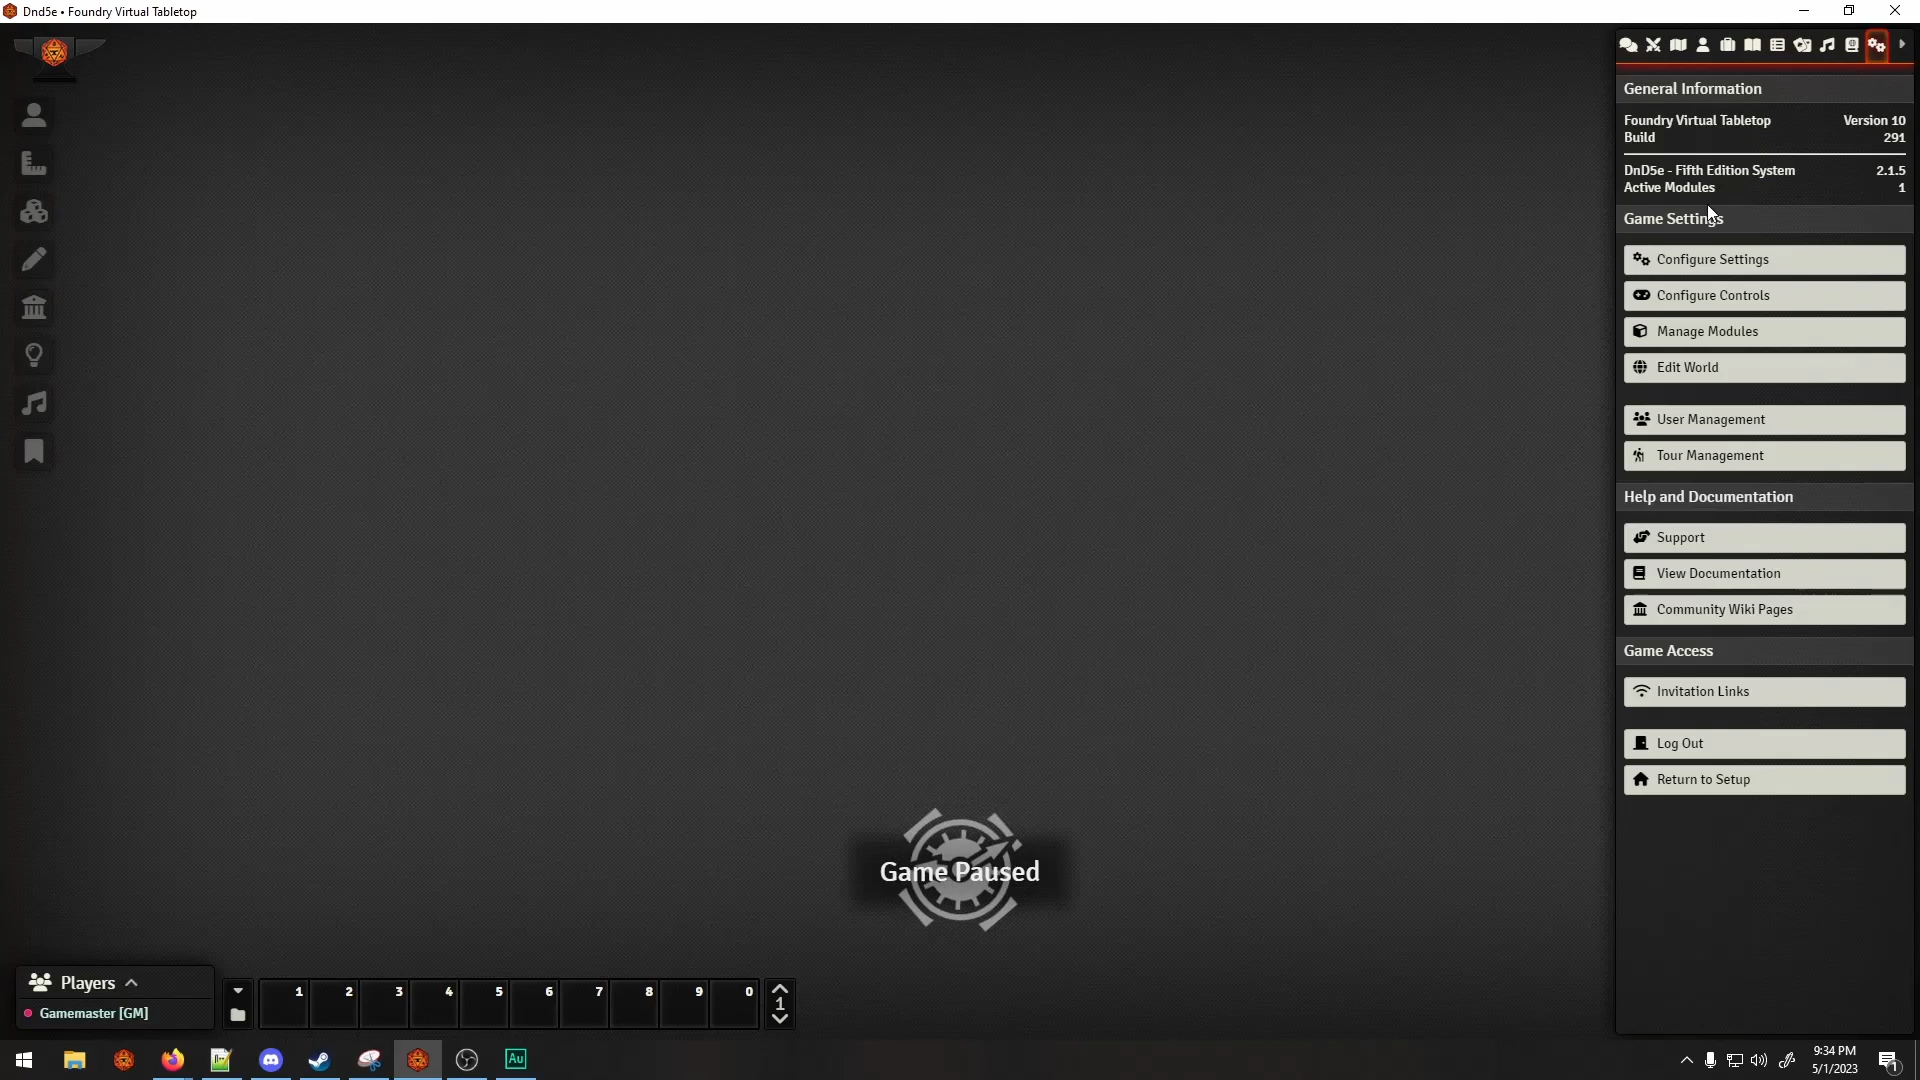 Dnd5e • Foundry Virtual Tabletop
General Information
Foundry Virtual Tabletop Version 10
Build 291
DnD5e - Fifth Edition System 2.1.5
Active Modules 1
Game Settings
Configure Settings
Configure Controls
Manage Modules
Edit World
User Management
Tour Management
Help and Documentation
Support
View Documentation
Community Wiki Pages
Game Access
Invitation Links
Log Out
Return to Setup
Game Paused
Players
Gamemaster [GM]
1 2 3 4 5 6 7 8 9 0
1
Au
9:34 PM
5/1/2023
1